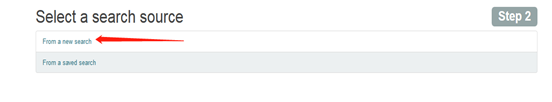 Select a search source
Step 2
From a new search
From a saved search